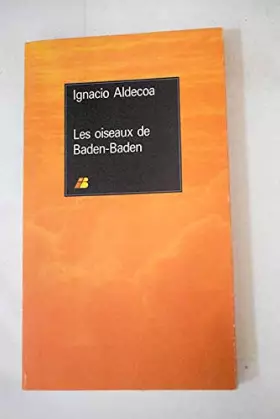 Ignacio Aldecoa
Les oiseaux de
Baden-Baden